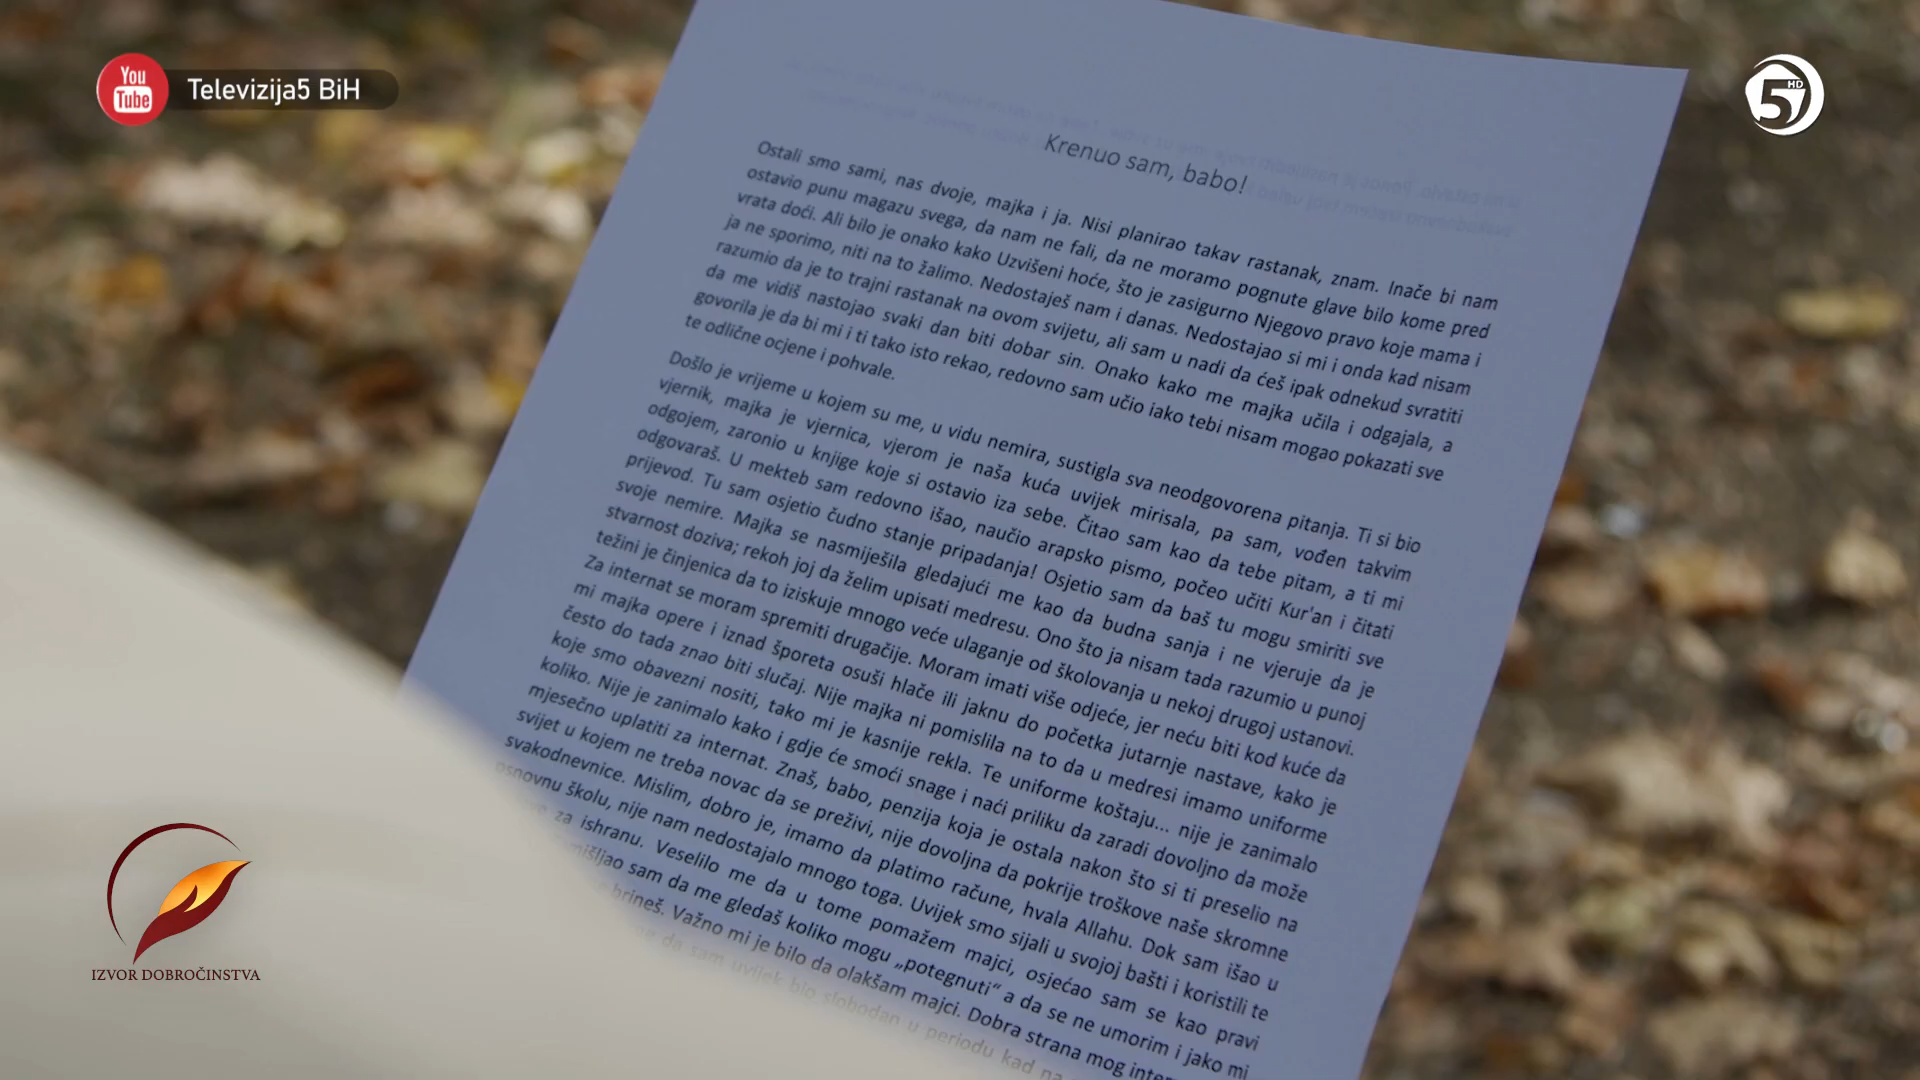 You
Tube
Televizija5 BiH
5 HD
Krenuo sam, babo!
Ostali smo sami, nas dvoje, majka i ja. Nisi planirao takav rastanak, znam. Inače bi nam
ostavio punu magazu svega, da nam ne fali, da ne moramo pognute glave bilo kome pred
vrata doći. Ali bilo je onako kako Uzvišeni hoće, što je zasigurno Njegovo pravo koje mama i
ja ne sporimo, niti na to žalimo. Nedostaješ nam i danas. Nedostajao si mi i onda kad nisam
razumio da je to trajni rastanak na ovom svijetu, ali sam u nadi da ćeš ipak odnekud svratiti
da me vidiš nastojao svaki dan biti dobar sin. Onako kako me majka učila i odgajala, a
govorila je da bi mi i ti tako isto rekao, redovno sam učio iako tebi nisam mogao pokazati sve
te odlične ocjene i pohvale.
Došlo je vrijeme u kojem su me, u vidu nemira, sustigla sva neodgovorena pitanja. Ti si bio
vjernik, majka je vjernica, vjerom je naša kuća uvijek mirisala, pa sam, vođen takvim
odgojem, zaronio u knjige koje si ostavio iza sebe. Čitao sam kao da tebe pitam, a ti mi
odgovaraš. U mekteb sam redovno išao, naučio arapsko pismo, počeo učiti Kur'an i čitati
prijevod. Tu sam osjetio čudno stanje pripadanja! Osjetio sam da baš tu mogu smiriti sve
svoje nemire. Majka se nasmiješila gledajući me kao da budna sanja i ne vjeruje da je
stvarnost doziva; rekoh joj da želim upisati medresu. Ono što ja nisam tada razumio u punoj
težini je činjenica da to iziskuje mnogo veće ulaganje od školovanja u nekoj drugoj ustanovi.
Za internat se moram spremiti drugačije. Moram imati više odjeće, jer neću biti kod kuće da
mi majka opere i iznad šporeta osuši hlače ili jaknu do početka jutarnje nastave, kako je
često do tada znao biti slučaj. Nije majka ni pomislila na to da u medresi imamo uniforme
koje smo obavezni nositi, tako mi je kasnije rekla. Te uniforme koštaju... nije je zanimalo
koliko. Nije je zanimalo kako i gdje će smoći snage i naći priliku da zaradi dovoljno da može
mjesečno uplatiti za internat. Znaš, babo, penzija koja je ostala nakon što si ti preselio na
svijet u kojem ne treba novac da se preživi, nije dovoljna da pokrije troškove naše skromne
svakodnevnice. Mislim, dobro je, imamo da platimo račune, hvala Allahu. Dok sam išao u
osnovnu školu, nije nam nedostajalo mnogo toga. Uvijek smo sijali u svojoj bašti i koristili te
za ishranu. Veselilo me da u tome pomažem majci, osjećao sam se kao pravi
sam da me gledaš koliko mogu „potegnuti“ a da se ne umorim i jako mi
brineš. Važno mi je bilo da olakšam majci. Dobra strana mog
da sam uvijek bio slobodan u periodu kad
IZVOR DOBROČINSTVA